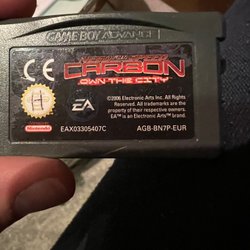 GAME BOY ADVANCE
CARBON
OWN THE CITY
CE
EA
©2006 Electronic Arts Inc. All Rights
Reserved. All trademarks are the
property of their respective owners.
EA™ is an Electronic Arts™ brand.
Nintendo
EAX03305407C
AGB-BN7P-EUR